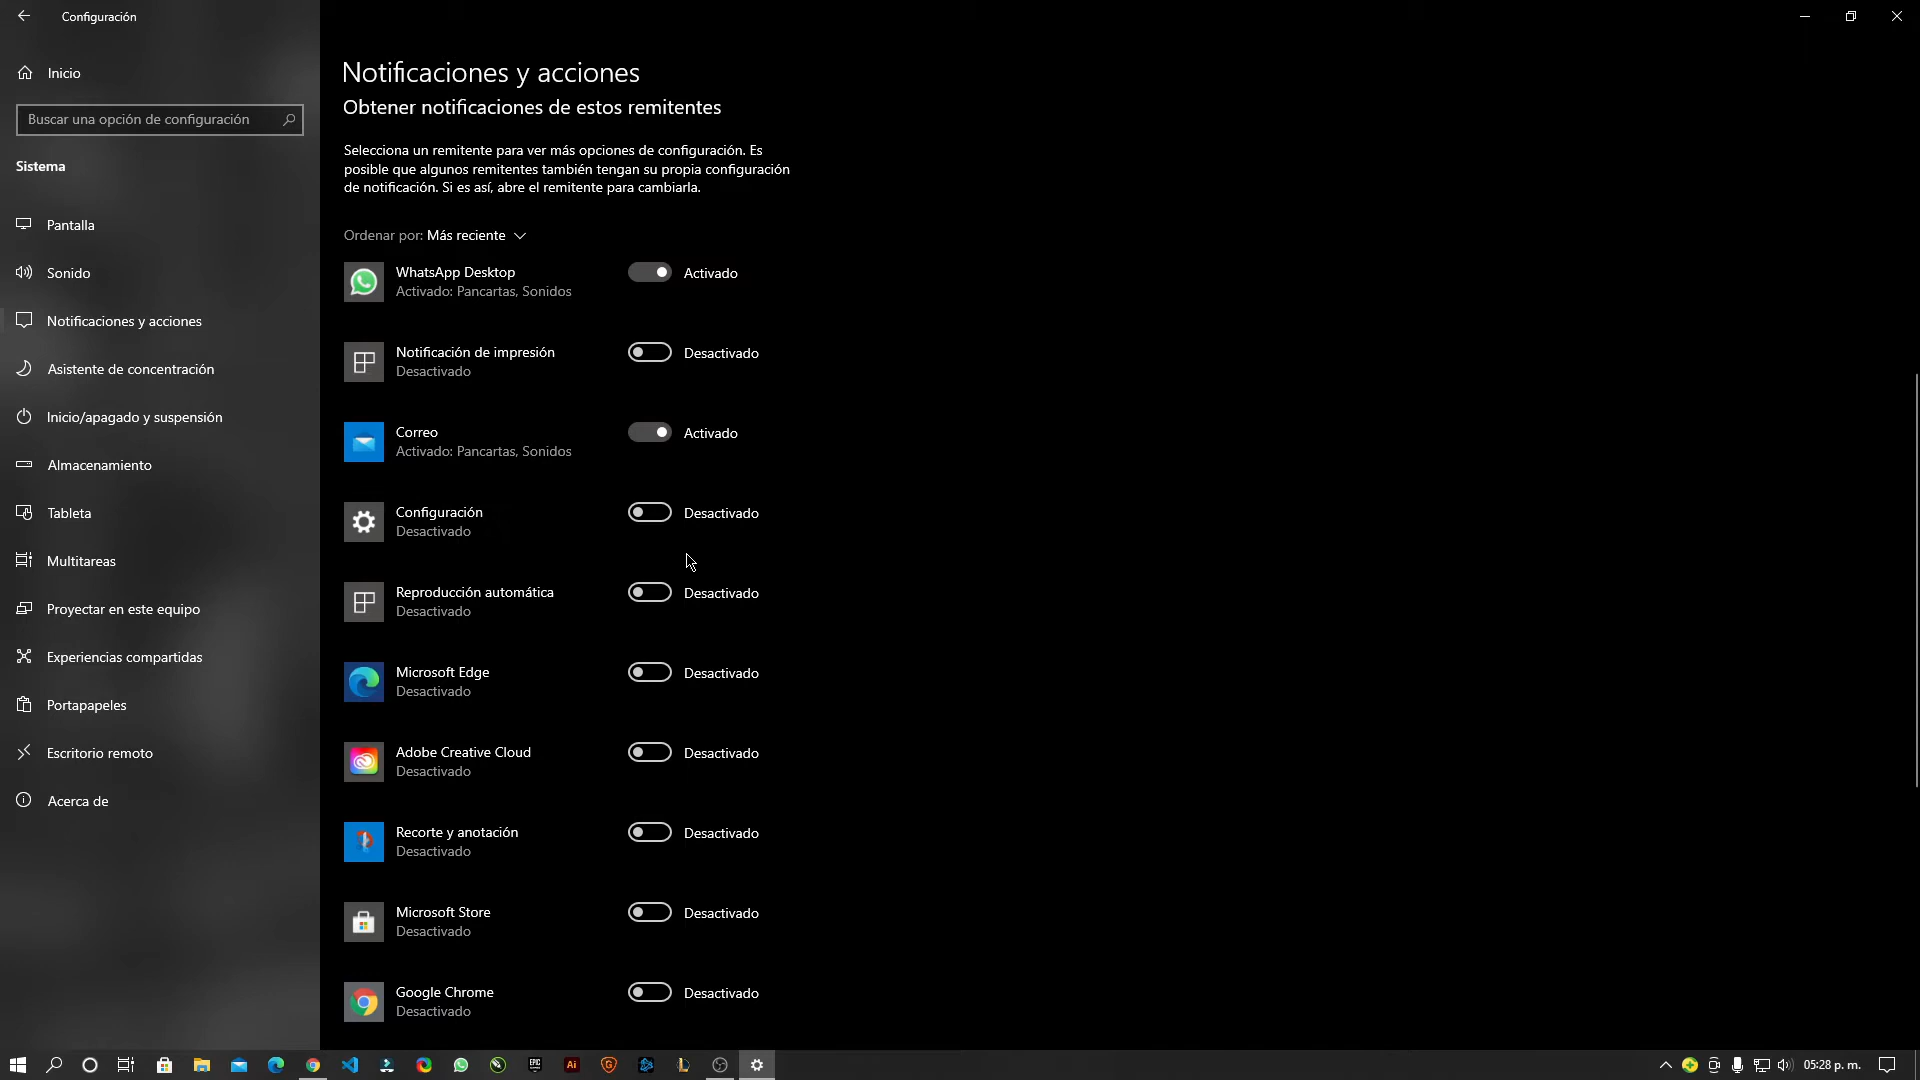 Configuración
Inicio
Buscar una opción de configuración
Sistema
Pantalla
Sonido
Notificaciones y acciones
Asistente de concentración
Inicio/apagado y suspensión
Almacenamiento
Tableta
Multitareas
Proyectar en este equipo
Experiencias compartidas
Portapapeles
Escritorio remoto
Acerca de
Notificaciones y acciones
Obtener notificaciones de estos remitentes
Selecciona un remitente para ver más opciones de configuración. Es
posible que algunos remitentes también tengan su propia configuración
de notificación. Si es así, abre el remitente para cambiarla.
Ordenar por: Más reciente
WhatsApp Desktop
Activado: Pancartas, Sonidos
Activado
Notificación de impresión
Desactivado
Desactivado
Correo
Activado: Pancartas, Sonidos
Activado
Configuración
Desactivado
Desactivado
Reproducción automática
Desactivado
Desactivado
Microsoft Edge
Desactivado
Desactivado
Adobe Creative Cloud
Desactivado
Desactivado
Recorte y anotación
Desactivado
Desactivado
Microsoft Store
Desactivado
Desactivado
Google Chrome
Desactivado
Desactivado
EPIC
Ai
05:28 p. m.